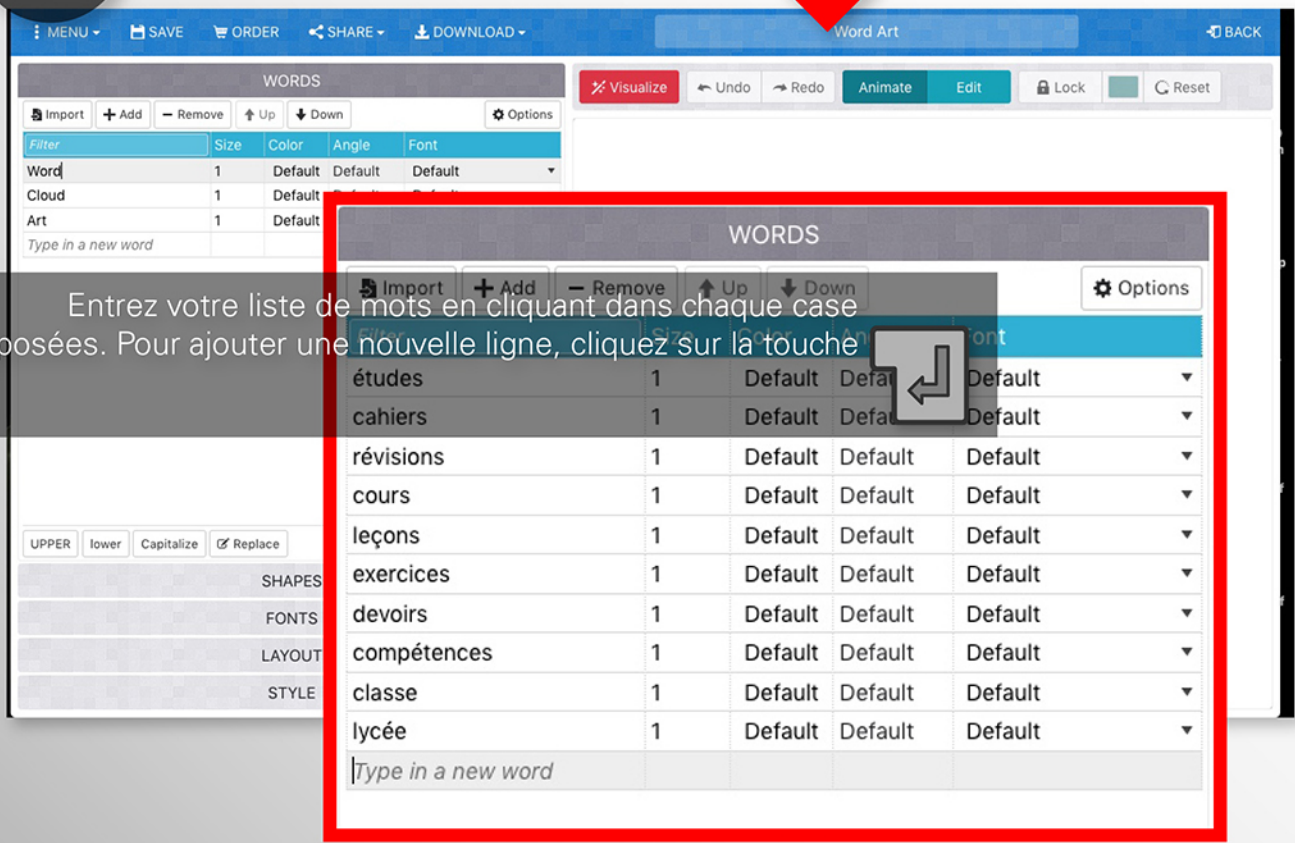 MENU SAVE ORDER SHARE DOWNLOAD Word Art BACK
WORDS
Import Add Remove Up Down Options
Filter Size Color Angle Font
Word 1 Default Default Default
Cloud 1 Default
Art 1 Default
Type in a new word
UPPER lower Capitalize Replace
SHAPES
FONTS
LAYOUT
STYLE
Visualize Undo Redo Animate Edit Lock Reset
Entrez votre liste de mots en cliquant dans chaque case
posées. Pour ajouter une nouvelle ligne, cliquez sur la touche
WORDS
Import Add Remove Up Down Options
Filter Size Color Font
études 1 Default Default
cahiers 1 Default Default
révisions 1 Default Default Default
cours 1 Default Default Default
leçons 1 Default Default Default
exercices 1 Default Default Default
devoirs 1 Default Default Default
compétences 1 Default Default Default
classe 1 Default Default Default
lycée 1 Default Default Default
Type in a new word